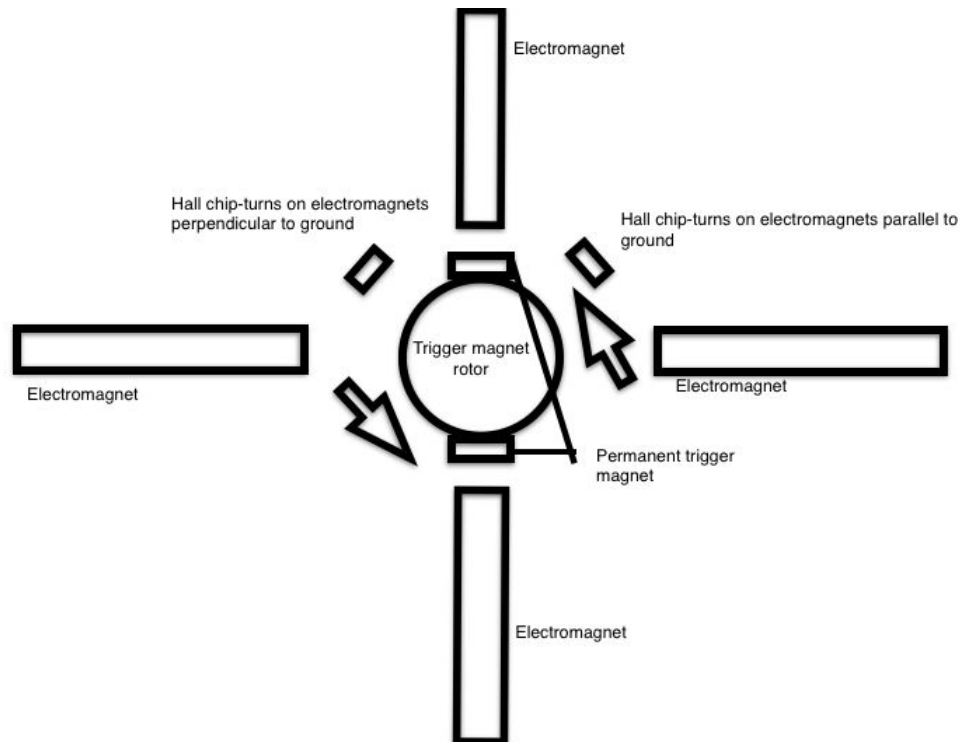 Electromagnet
Hall chip-turns on electromagnets
perpendicular to ground
Hall chip-turns on electromagnets parallel to
ground
Trigger magnet
rotor
Electromagnet
Electromagnet
Permanent trigger
magnet
Electromagnet